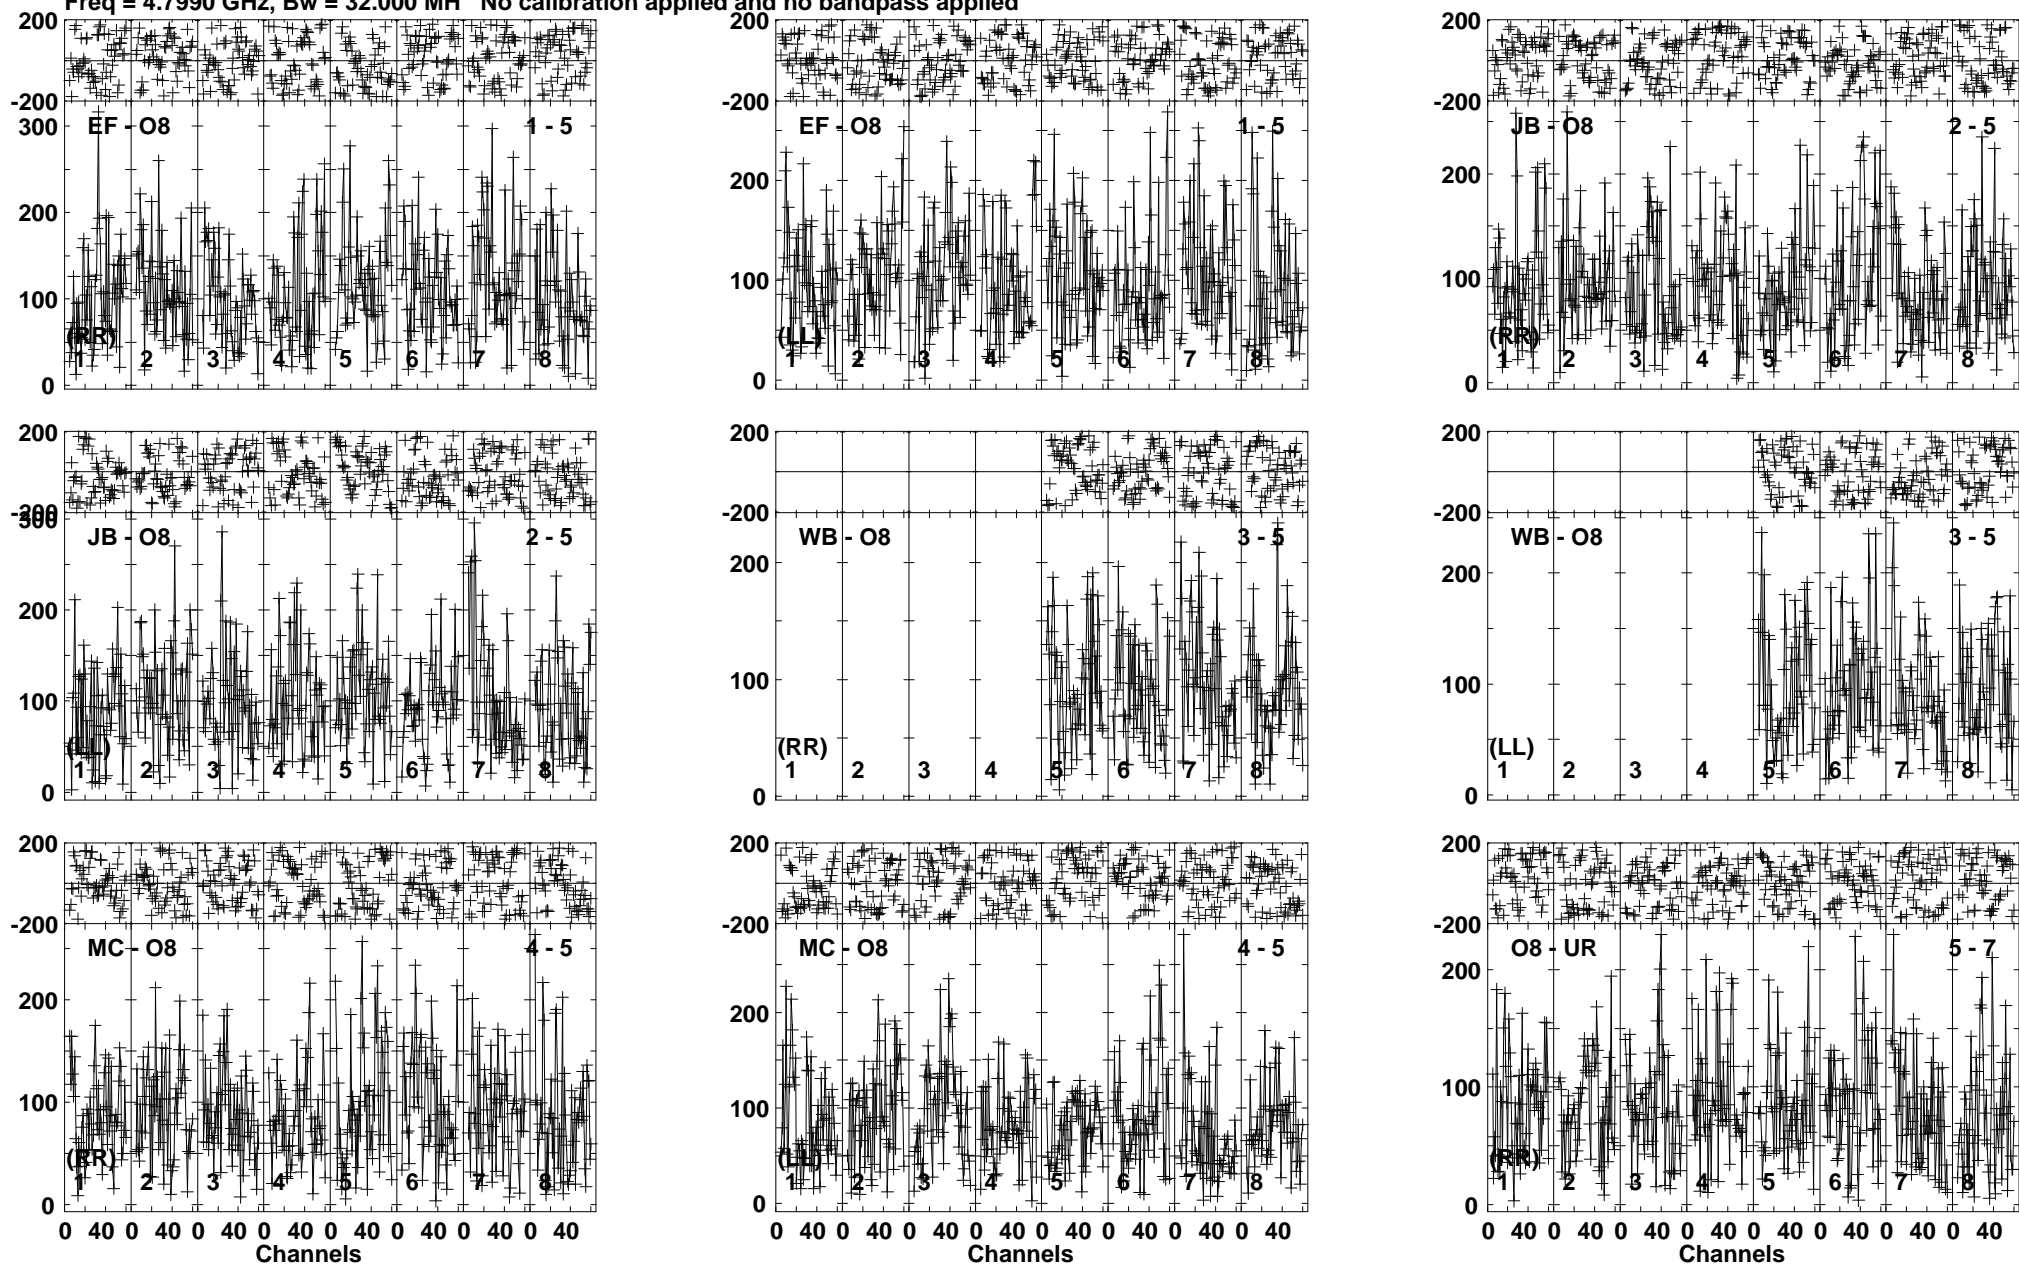 Freq = 4.7990 GHz, Bw = 32.000 MH No calibration applied and no bandpass applied
200 200 200
-200 -200 -200
EF - O8 1 - 5 EF - O8 1 - 5 JB - O8 2 - 5
300
200 200 200
100 100 100
(RR) (LL) (RR)
1 2 3 4 5 6 7 8 1 2 3 4 5 6 7 8 1 2 3 4 5 6 7 8
0 0 0
200 200 200
-200 -200 -200
300
JB - O8 2 - 5 WB - O8 3 - 5 WB - O8 3 - 5
200 200 200
100 100 100
(LL) (RR) (LL)
1 2 3 4 5 6 7 8 1 2 3 4 5 6 7 8 1 2 3 4 5 6 7 8
0 0 0
200 200 200
-200 -200 -200
MC - O8 4 - 5 MC - O8 4 - 5 O8 - UR 5 - 7
200 200 200
100 100 100
(RR) (LL) (RR)
1 2 3 4 5 6 7 8 1 2 3 4 5 6 7 8 1 2 3 4 5 6 7 8
0 0 0
0 40 0 40 0 40 0 40 0 40 0 40 0 40 0 40 0 40 0 40 0 40 0 40 0 40 0 40 0 40 0 40 0 40 0 40 0 40 0 40 0 40 0 40 0 40 0 40
Channels Channels Channels